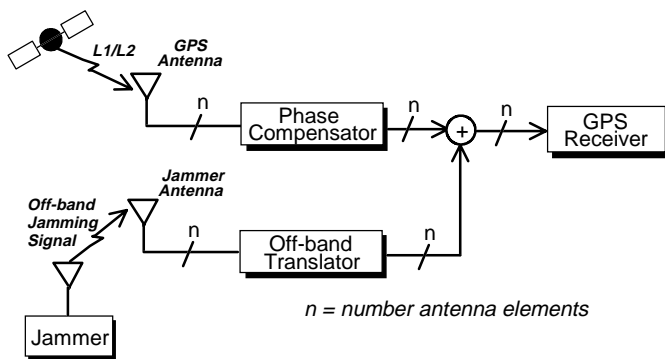 L1/L2
GPS
Antenna
n
Phase
Compensator
n
+
n
GPS
Receiver
Off-band
Jamming
Signal
Jammer
Antenna
n
Off-band
Translator
n
n = number antenna elements
Jammer